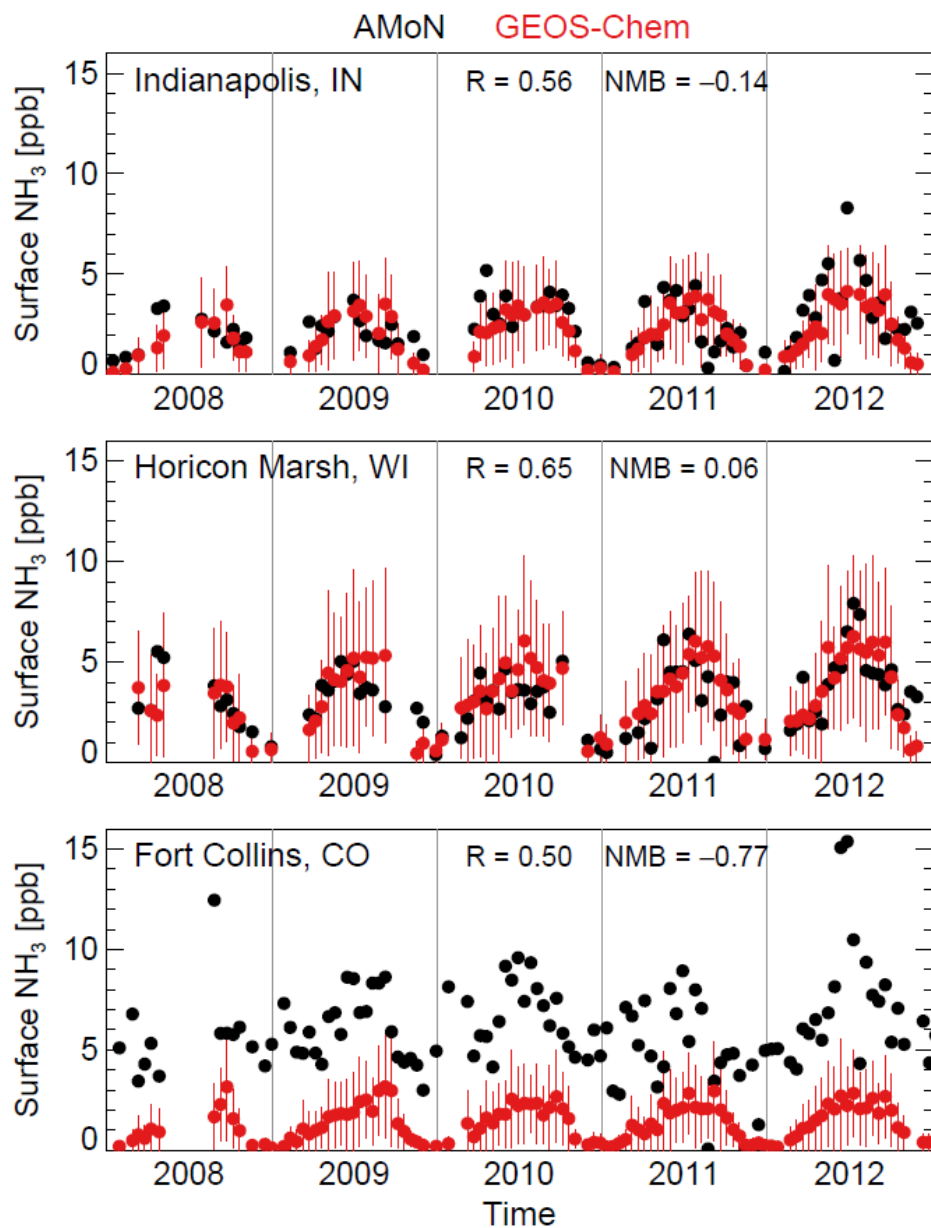 AMoN GEOS-Chem
Indianapolis, IN R = 0.56 NMB = −0.14
15
10
5
0
Surface NH₃ [ppb]
2008 2009 2010 2011 2012
Horicon Marsh, WI R = 0.65 NMB = 0.06
15
10
5
0
Surface NH₃ [ppb]
2008 2009 2010 2011 2012
Fort Collins, CO R = 0.50 NMB = −0.77
15
10
5
0
Surface NH₃ [ppb]
2008 2009 2010 2011 2012
Time